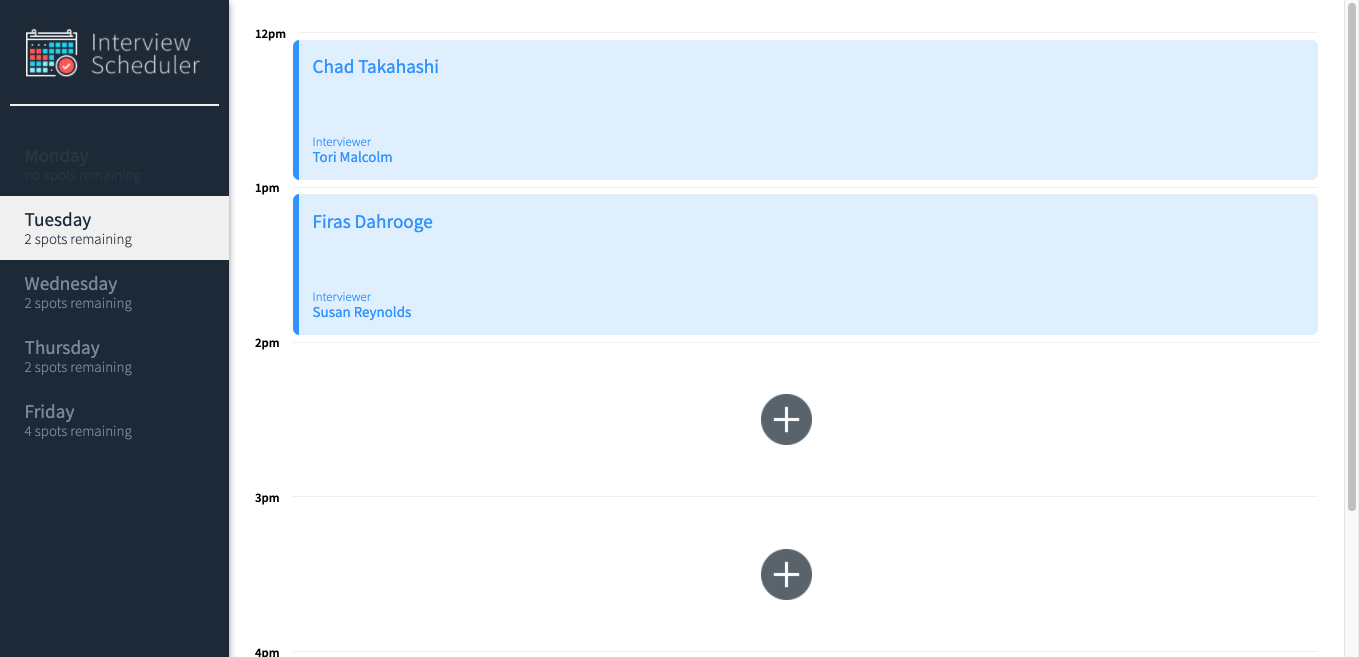 Interview
Scheduler
Monday
no spots remaining
Tuesday
2 spots remaining
Wednesday
2 spots remaining
Thursday
2 spots remaining
Friday
4 spots remaining
12pm
Chad Takahashi
Interviewer
Tori Malcolm
1pm
Firas Dahrooge
Interviewer
Susan Reynolds
2pm
3pm
4pm